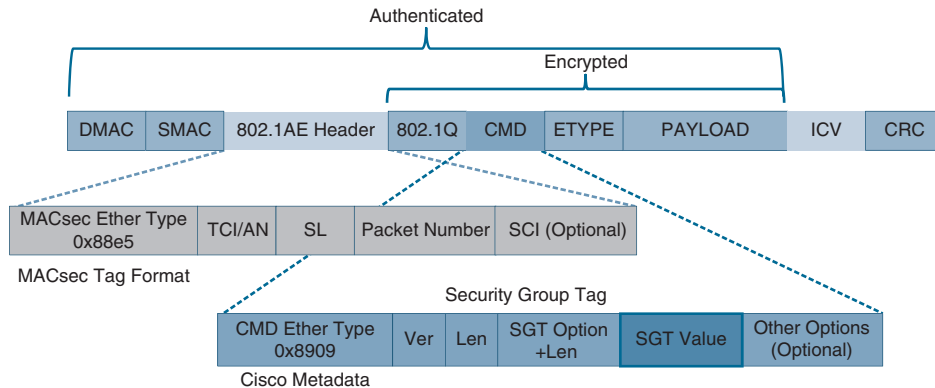 Authenticated
Encrypted
DMAC SMAC 802.1AE Header 802.1Q CMD ETYPE PAYLOAD ICV CRC
MACsec Ether Type
0x88e5
TCI/AN SL Packet Number SCI (Optional)
MACsec Tag Format
Security Group Tag
CMD Ether Type
0x8909
Ver Len
SGT Option
+Len
SGT Value
Other Options
(Optional)
Cisco Metadata